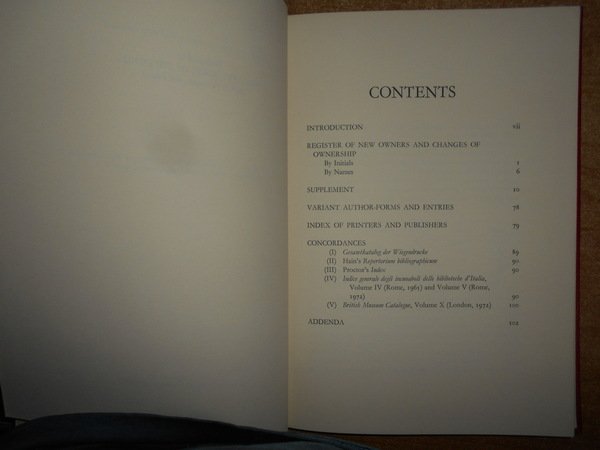 CONTENTS
INTRODUCTION vii
REGISTER OF NEW OWNERS AND CHANGES OF
OWNERSHIP
By Initials 1
By Names 6
SUPPLEMENT 10
VARIANT AUTHOR-FORMS AND ENTRIES 78
INDEX OF PRINTERS AND PUBLISHERS 79
CONCORDANCES
(I) Gesamtkatalog der Wiegendrucke 89
(II) Hain's Repertorium bibliographicum 90
(III) Proctor's Index 90
(IV) Indice generale degli incunaboli delle biblioteche d'Italia,
Volume IV (Rome, 1965) and Volume V (Rome,
1972) 90
(V) British Museum Catalogue, Volume X (London, 1972) 100
ADDENDA 102